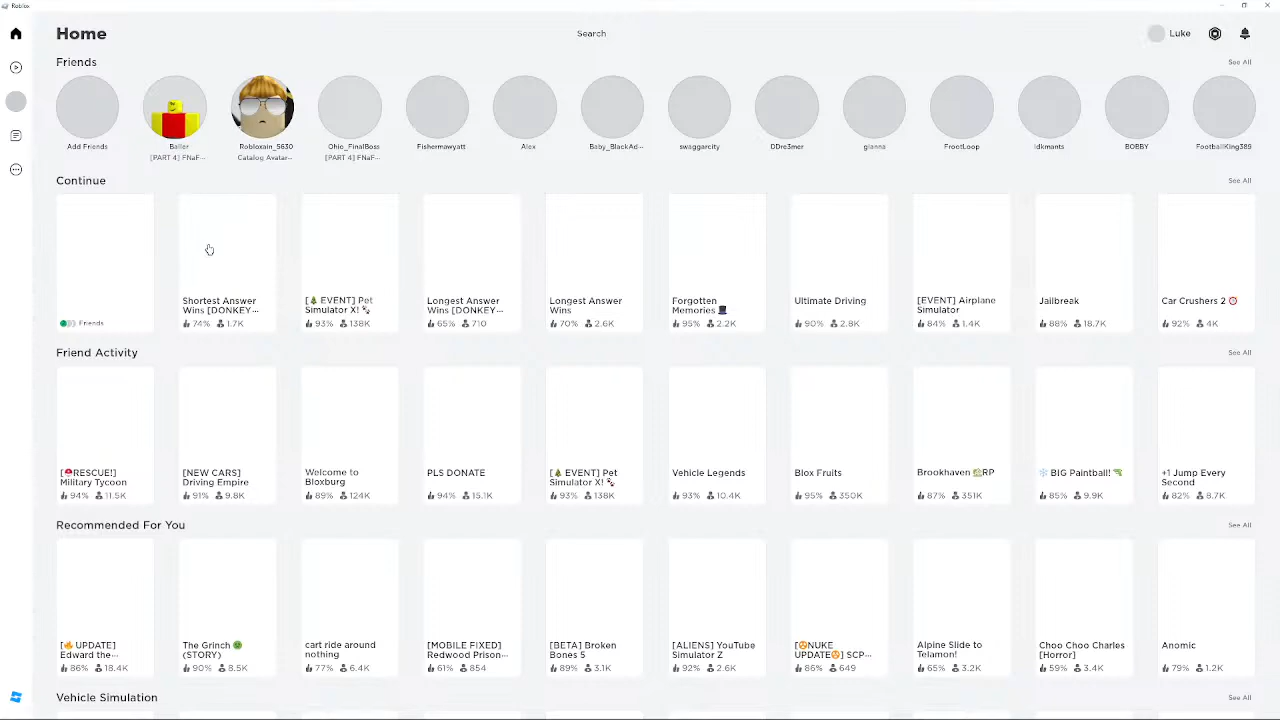 Roblox
Home
Search
Luke
Friends
See All
Add Friends
Baller
[PART 4] FNaF...
Robloxain_5630
Catalog Avatar...
Ohio_FinalBoss
[PART 4] FNaF...
Fishermawyatt
Alex
Baby_BlackAd...
swaggarcity
DDre3mer
gianna
FrootLoop
Idkmants
BOBBY
FootballKing389
Continue
See All
Friends
Shortest Answer
Wins [DONKEY...
74% 1.7K
[🎄 EVENT] Pet
Simulator X! 🐾
93% 138K
Longest Answer
Wins [DONKEY...
65% 710
Longest Answer
Wins
70% 2.6K
Forgotten
Memories 🎩
95% 2.2K
Ultimate Driving
90% 2.8K
[EVENT] Airplane
Simulator
84% 1.4K
Jailbreak
88% 18.7K
Car Crushers 2 ⏰
92% 4K
Friend Activity
See All
[⛑️RESCUE!]
Military Tycoon
94% 11.5K
[NEW CARS]
Driving Empire
91% 9.8K
Welcome to
Bloxburg
89% 124K
PLS DONATE
94% 15.1K
[🎄 EVENT] Pet
Simulator X! 🐾
93% 138K
Vehicle Legends
93% 10.4K
Blox Fruits
95% 350K
Brookhaven 🏡RP
87% 351K
❄️ BIG Paintball! 🔫
85% 9.9K
+1 Jump Every
Second
82% 8.7K
Recommended For You
See All
[🔥 UPDATE]
Edward the...
86% 18.4K
The Grinch 🤢
(STORY)
90% 8.5K
cart ride around
nothing
77% 6.4K
[MOBILE FIXED]
Redwood Prison...
61% 854
[BETA] Broken
Bones 5
89% 3.1K
[ALIENS] YouTube
Simulator Z
92% 2.6K
[☢️NUKE
UPDATE☢️] SCP...
86% 649
Alpine Slide to
Telamon!
65% 3.2K
Choo Choo Charles
[Horror]
59% 3.4K
Anomic
79% 1.2K
Vehicle Simulation
See All